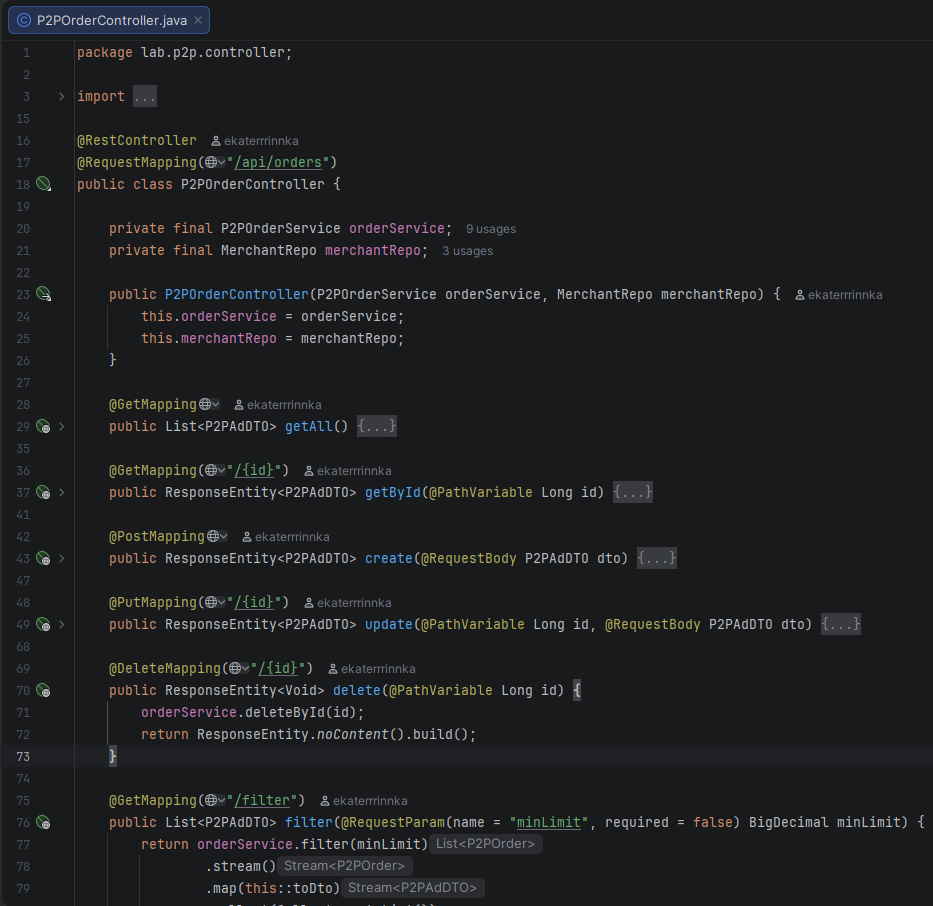 P2POrderController.java
1 package lab.p2p.controller;
2
3 import ...
15
16 @RestController ekaterrrinnka
17 @RequestMapping("/api/orders")
18 public class P2POrderController {
19
20 private final P2POrderService orderService; 9 usages
21 private final MerchantRepo merchantRepo; 3 usages
22
23 public P2POrderController(P2POrderService orderService, MerchantRepo merchantRepo) { ekaterrrinnka
24 this.orderService = orderService;
25 this.merchantRepo = merchantRepo;
26 }
27
28 @GetMapping ekaterrrinnka
29 public List<P2PAdDTO> getAll() {...}
35
36 @GetMapping("/{id}") ekaterrrinnka
37 public ResponseEntity<P2PAdDTO> getById(@PathVariable Long id) {...}
41
42 @PostMapping ekaterrrinnka
43 public ResponseEntity<P2PAdDTO> create(@RequestBody P2PAdDTO dto) {...}
47
48 @PutMapping("/{id}") ekaterrrinnka
49 public ResponseEntity<P2PAdDTO> update(@PathVariable Long id, @RequestBody P2PAdDTO dto) {...}
68
69 @DeleteMapping("/{id}") ekaterrrinnka
70 public ResponseEntity<Void> delete(@PathVariable Long id) {
71 orderService.deleteById(id);
72 return ResponseEntity.noContent().build();
73 }
74
75 @GetMapping("/filter") ekaterrrinnka
76 public List<P2PAdDTO> filter(@RequestParam(name = "minLimit", required = false) BigDecimal minLimit) {
77 return orderService.filter(minLimit) List<P2POrder>
78 .stream() Stream<P2POrder>
79 .map(this::toDto) Stream<P2PAdDTO>